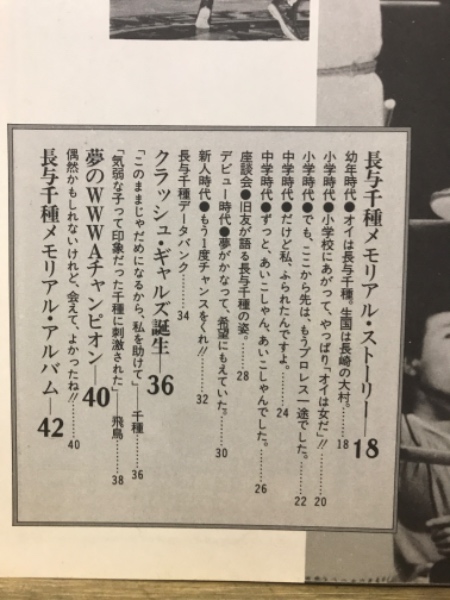 長与千種メモリアル・ストーリー—18
幼年時代●オイは長与千種。生国は長崎の大村。………18
小学校時代●小学校にあがって、やっぱり「オイは女だ」!!……20
小学時代●でも、ここから先は、もうプロレス一途でした。……22
中学時代●だけど私、ふられたんですよ。………24
中学時代●ずっと、あいこしゃん、あいこしゃんでした。……26
座談会●旧友が語る長与千種の姿。………28
デビュー時代●夢がかなって、希望にもえていた。……30
新人時代●もう1度チャンスをくれ!!………32
長与千種データバンク………34
クラッシュ・ギャルズ誕生—36
「このままじゃだめになるから、私を助けて」——千種……36
「気弱な子って印象だった千種に刺激された」　飛鳥………38
夢のWWWAチャンピオン—40
偶然かもしれないけれど、会えて、よかったね!!………40
長与千種メモリアル・アルバム—42